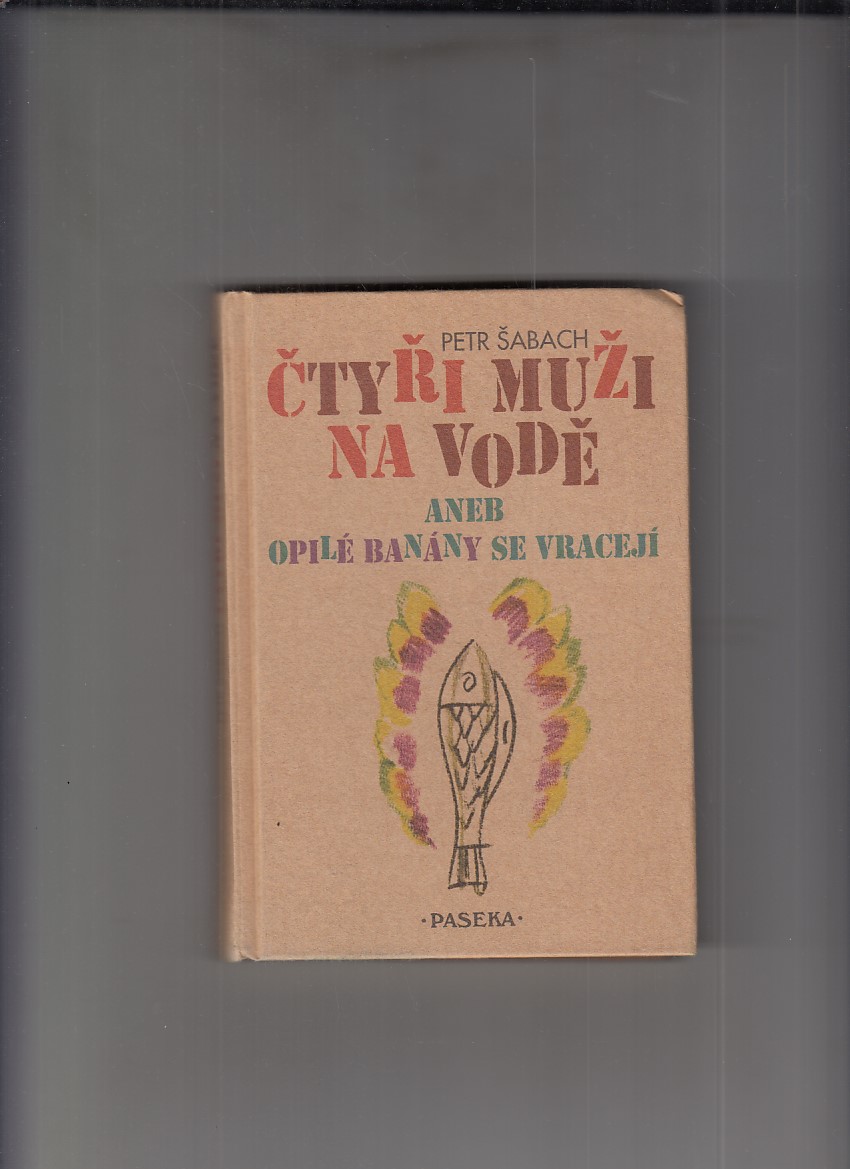 PETR ŠABACH
ČTYŘI MUŽI
NA VODĚ
ANEB
OPILÉ BANÁNY SE VRACEJÍ
·PASEKA·